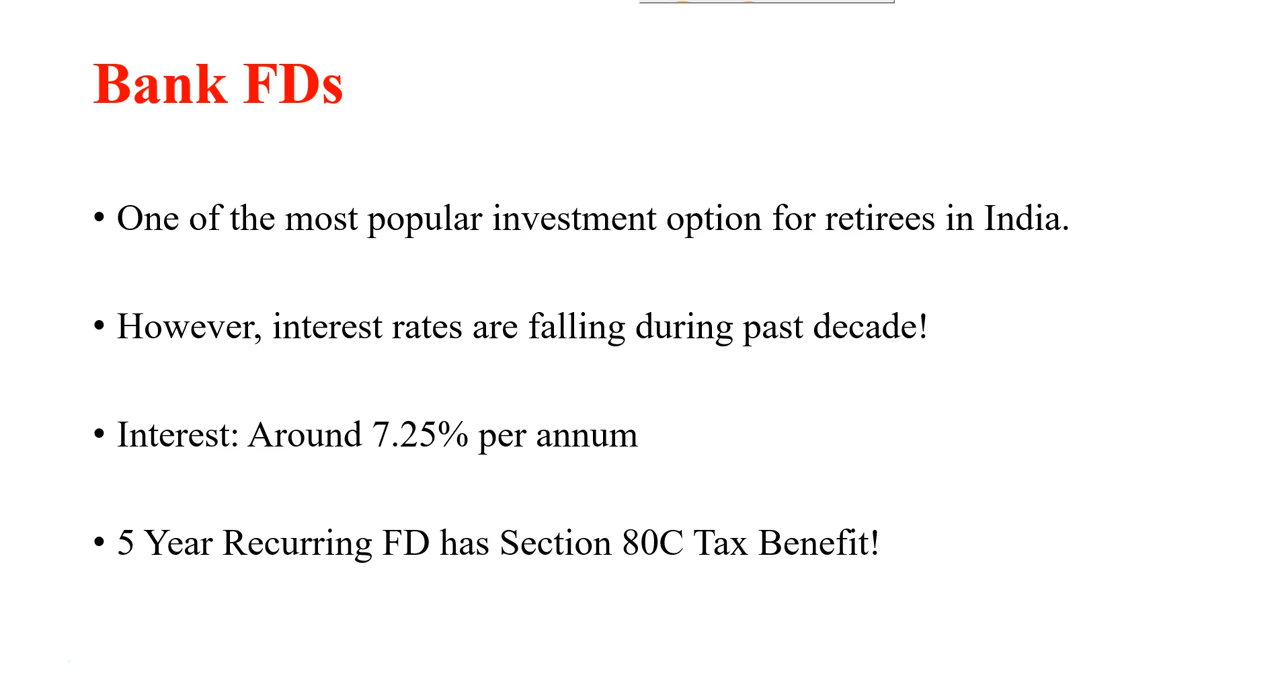 Bank FDs
• One of the most popular investment option for retirees in India.
• However, interest rates are falling during past decade!
• Interest: Around 7.25% per annum
• 5 Year Recurring FD has Section 80C Tax Benefit!